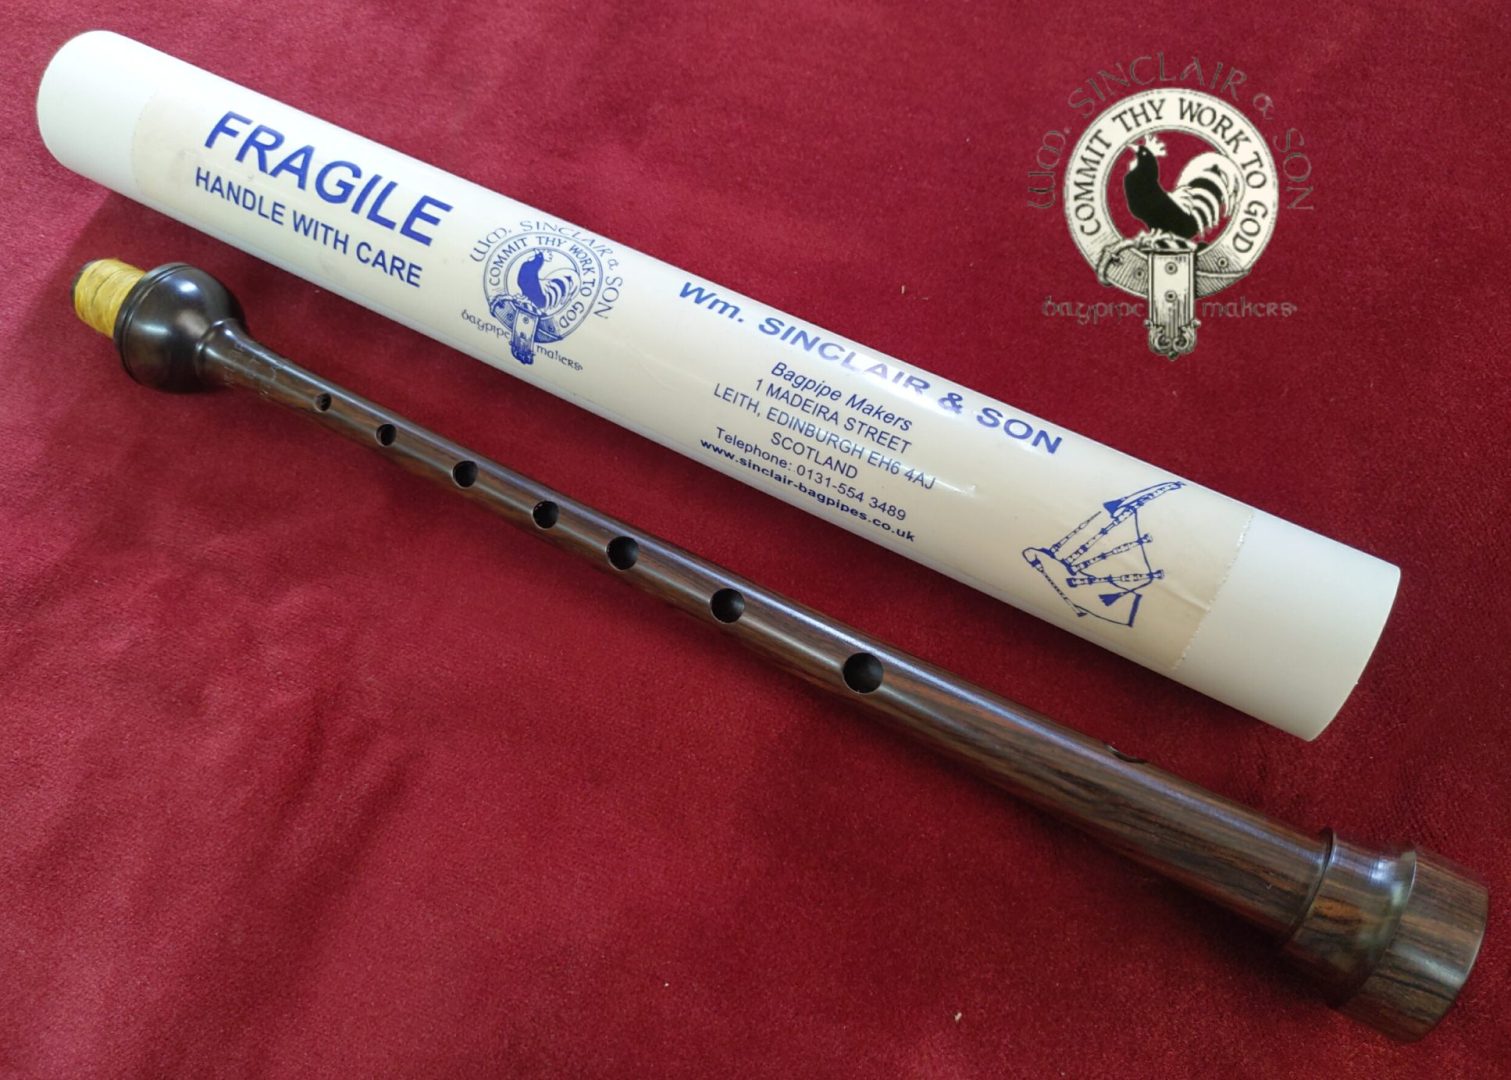 FRAGILE
HANDLE WITH CARE
Wm. SINCLAIR & SON
COMMIT THY WORK TO GOD
bagpipe makers
Wm. SINCLAIR & SON
Bagpipe Makers
1 MADEIRA STREET
LEITH, EDINBURGH EH6 4AJ
SCOTLAND
Telephone: 0131-554 3489
www.sinclair-bagpipes.co.uk
Wm. SINCLAIR & SON
COMMIT THY WORK TO GOD
bagpipe makers